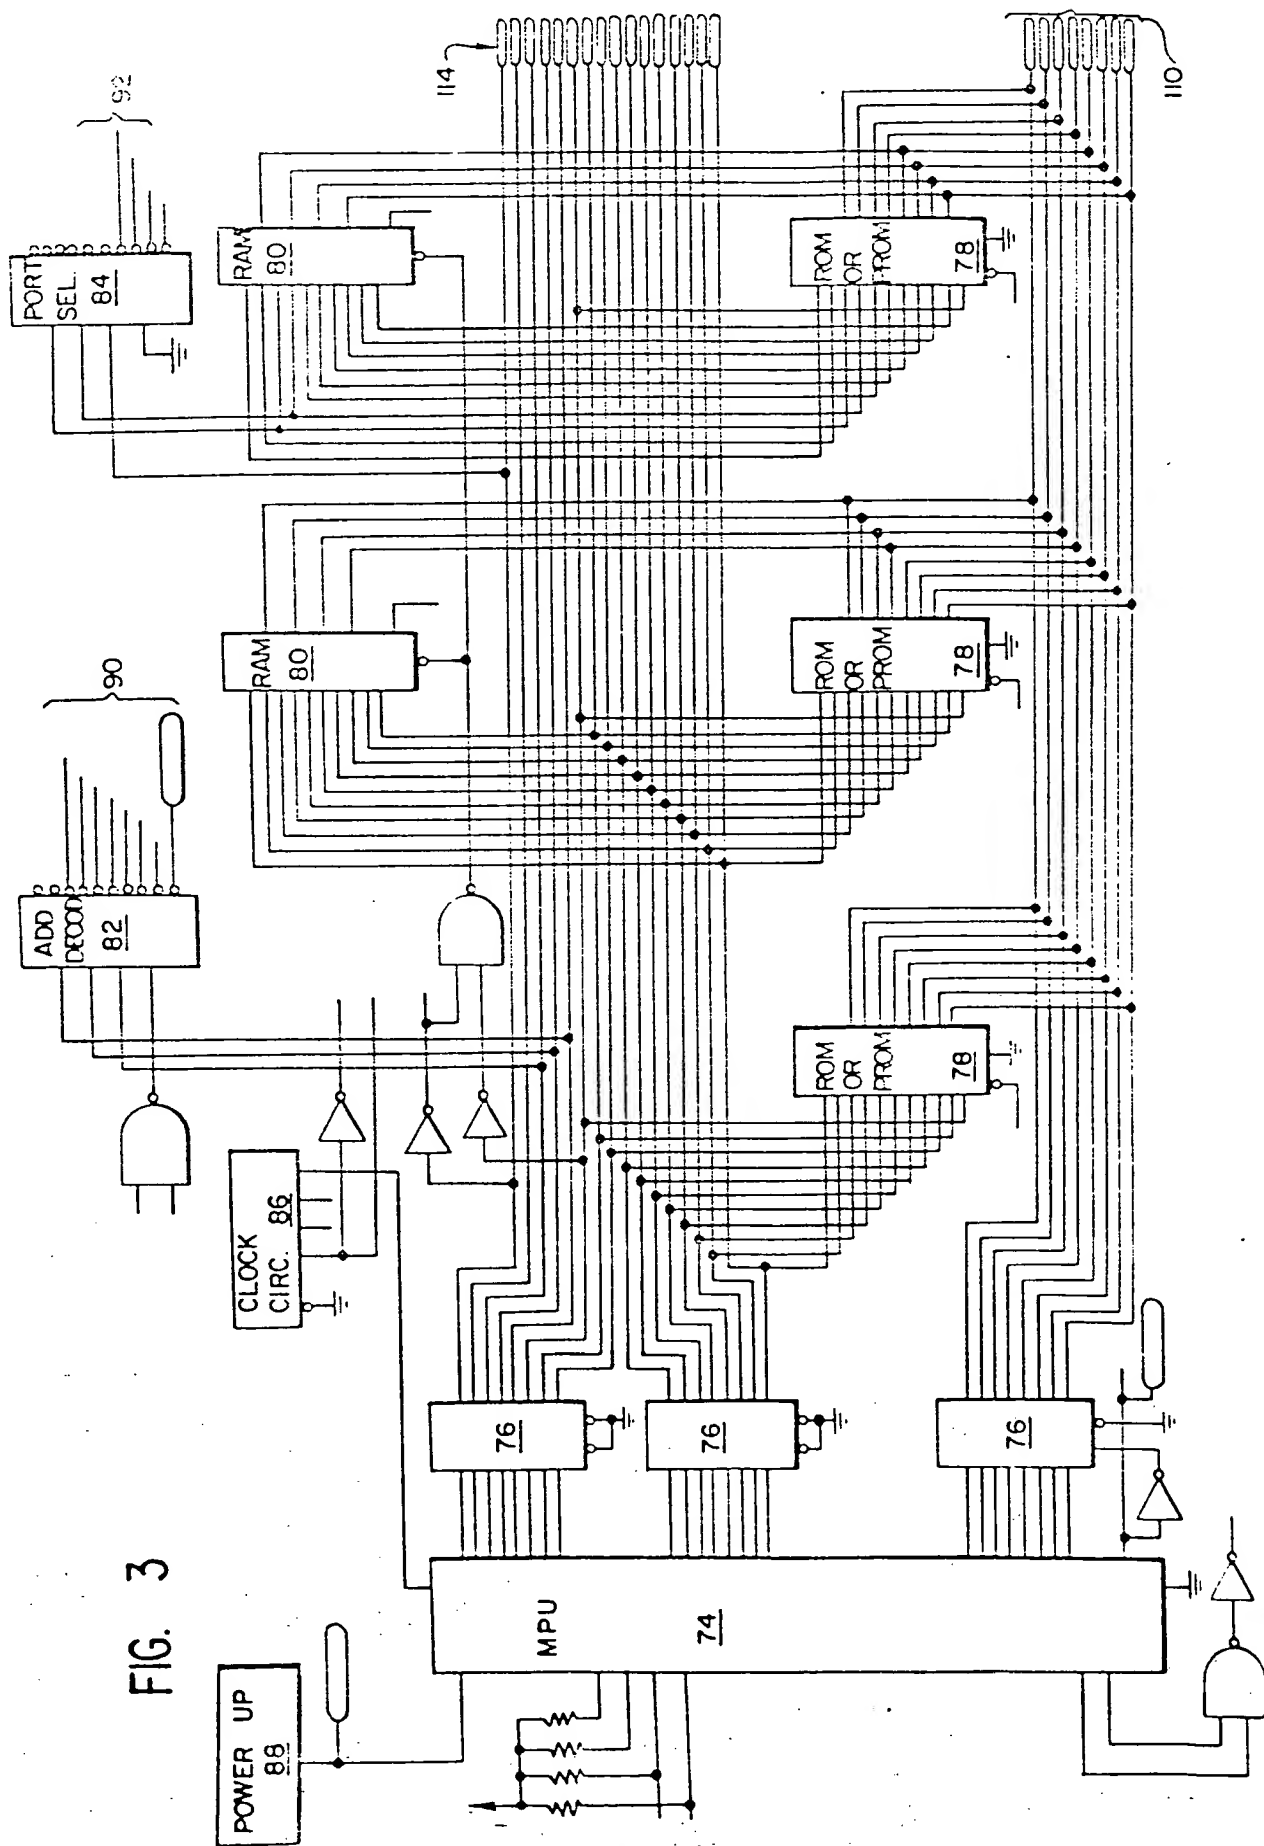 FIG. 3
POWER UP
88
MPU
74
76
76
76
CLOCK
CIRC. 86
ADD
DECOD
82
90
ROM
OR
PROM
78
RAM
80
ROM
OR
PROM
78
PORT
SEL.
84
92
RAM
80
ROM
OR
PROM
78
114
110